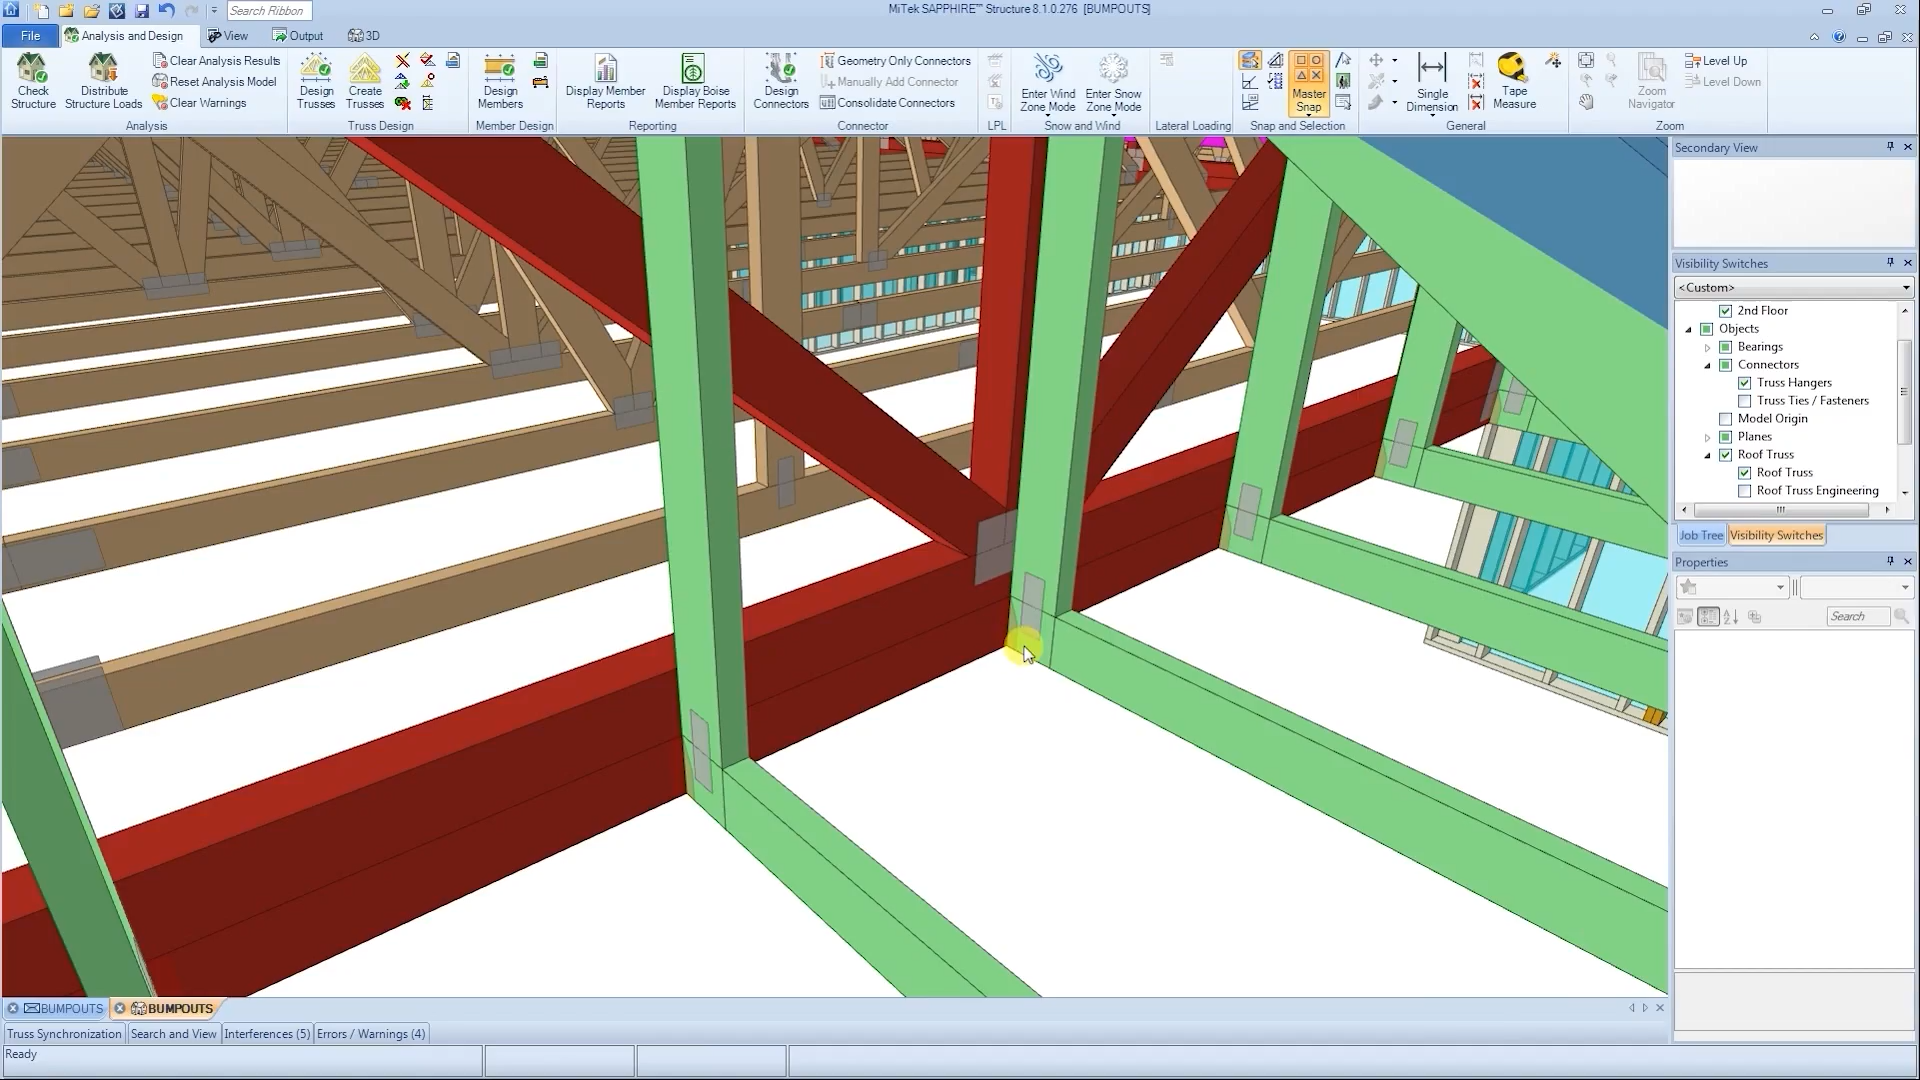 Search Ribbon
MiTek SAPPHIRE™ Structure 8.1.0.276 [BUMPOUTS]
File
Analysis and Design
View
Output
3D
Check Structure
Distribute Structure Loads
Clear Analysis Results
Reset Analysis Model
Clear Warnings
Analysis
Design Trusses
Create Trusses
Truss Design
Design Members
Member Design
Display Member Reports
Display Boise Member Reports
Reporting
Design Connectors
Geometry Only Connectors
Manually Add Connector
Consolidate Connectors
Connector
LPL
Enter Wind Zone Mode
Enter Snow Zone Mode
Snow and Wind
Lateral Loading
Master Snap
Snap and Selection
Single Dimension
Tape Measure
General
Zoom Navigator
Level Up
Level Down
Zoom
Secondary View
Visibility Switches
<Custom>
2nd Floor
Objects
Bearings
Connectors
Truss Hangers
Truss Ties / Fasteners
Model Origin
Planes
Roof Truss
Roof Truss
Roof Truss Engineering
Job Tree
Visibility Switches
Properties
Search
BUMPOUTS
BUMPOUTS
Truss Synchronization
Search and View
Interferences (5)
Errors / Warnings (4)
Ready